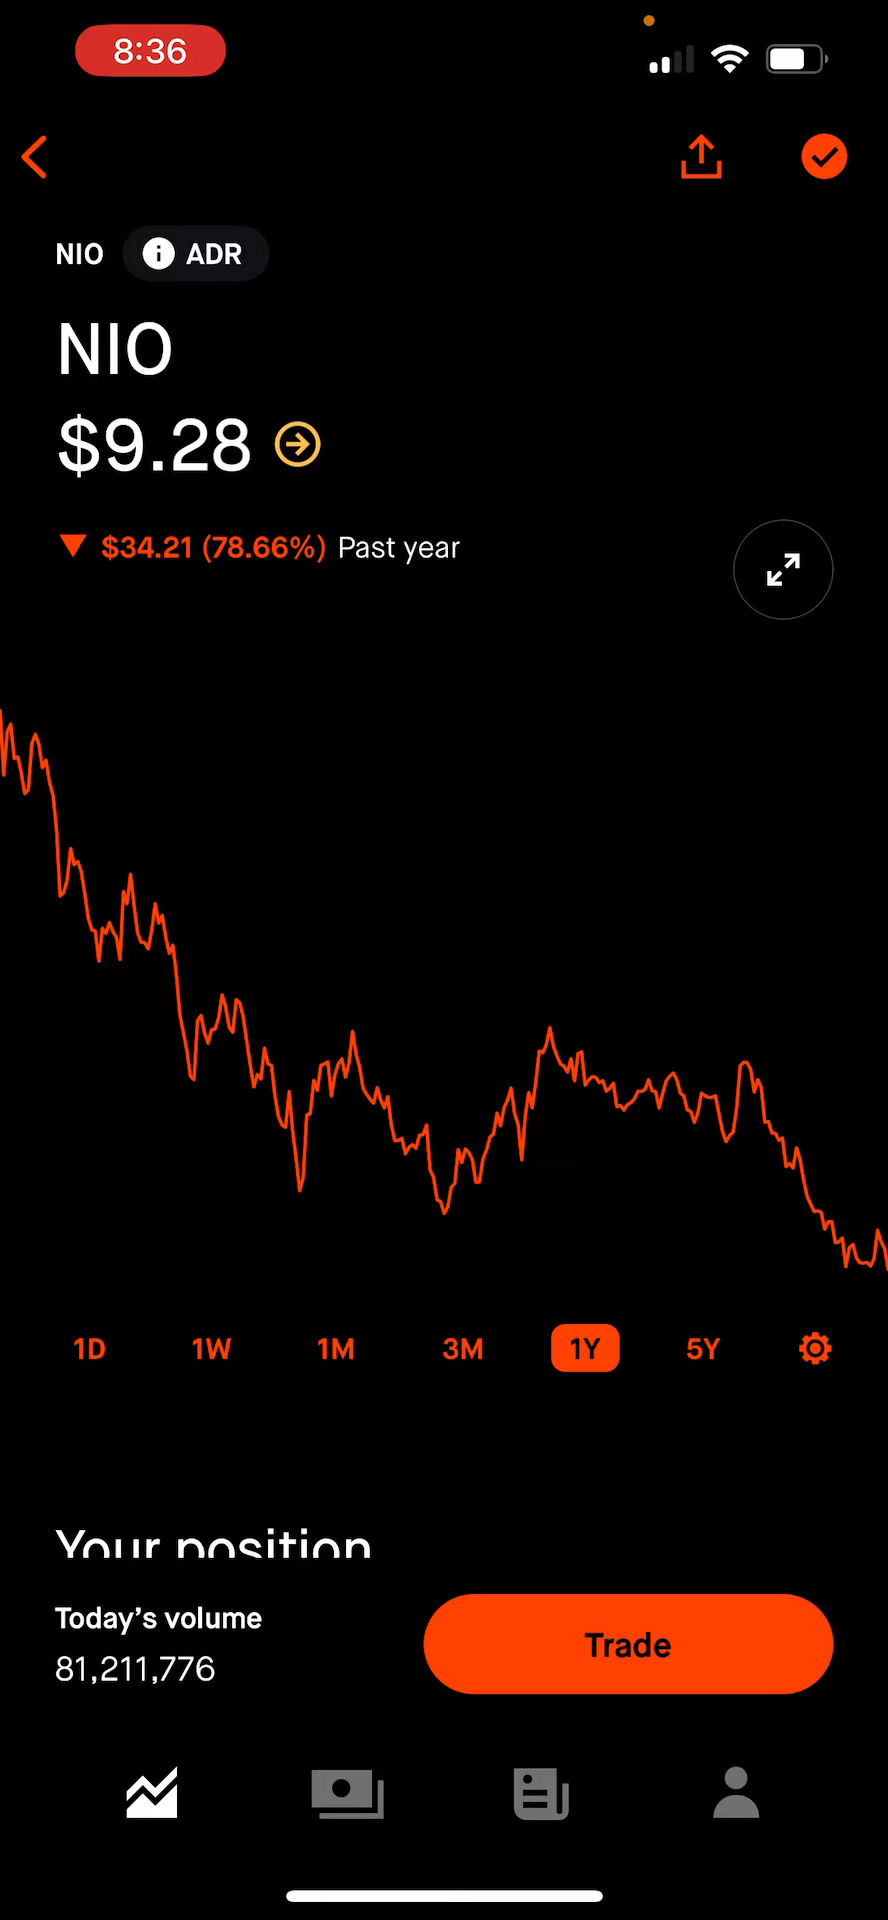 8:36
NIO ADR
NIO
$9.28
$34.21 (78.66%) Past year
1D 1W 1M 3M 1Y 5Y
Your position
Today's volume
81,211,776
Trade